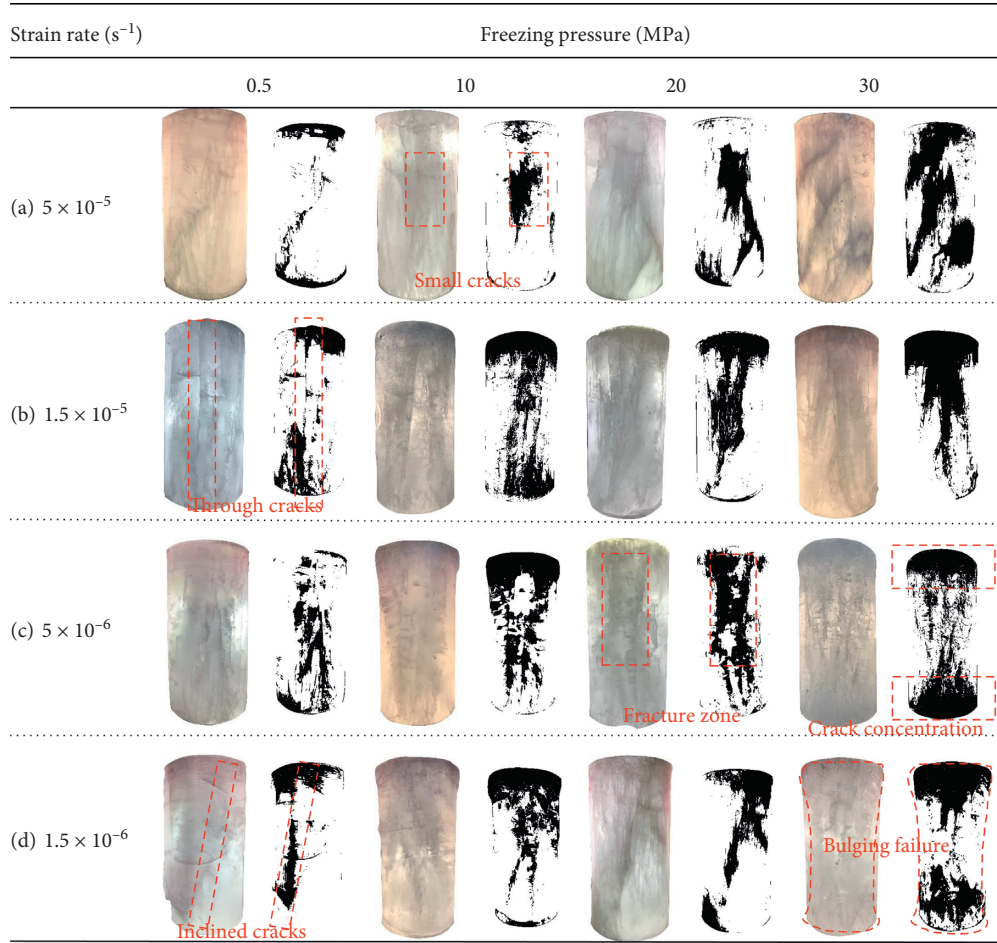 Strain rate (s⁻¹) Freezing pressure (MPa)
0.5 10 20 30
(a) 5 × 10⁻⁵
Small cracks
(b) 1.5 × 10⁻⁵
Through cracks
(c) 5 × 10⁻⁶
Fracture zone
Crack concentration
(d) 1.5 × 10⁻⁶
Bulging failure
Inclined cracks